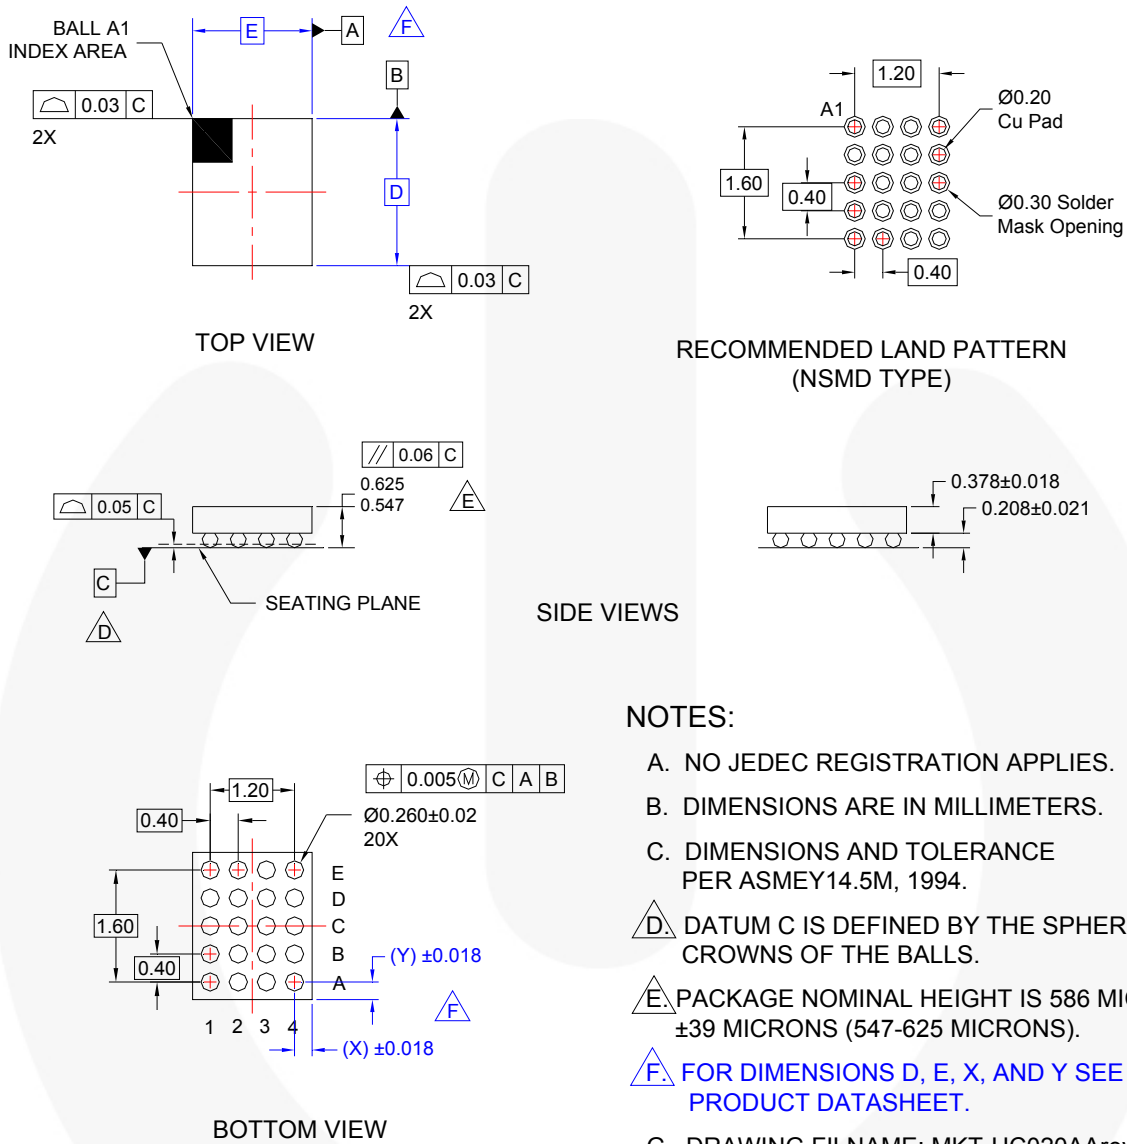 BALL A1
INDEX AREA
E
A
F
B
0.03 C
2X
D
0.03 C
2X
TOP VIEW
1.20
A1
Ø0.20
Cu Pad
1.60
0.40
Ø0.30 Solder
Mask Opening
0.40
RECOMMENDED LAND PATTERN
(NSMD TYPE)
// 0.06 C
0.625
0.547
E
0.05 C
C
D
SEATING PLANE
0.378±0.018
0.208±0.021
SIDE VIEWS
0.005 Ⓜ C A B
Ø0.260±0.02
20X
1.20
0.40
1.60
0.40
E
D
C
B
A
1 2 3 4
(Y) ±0.018
F
(X) ±0.018
BOTTOM VIEW
NOTES:
A. NO JEDEC REGISTRATION APPLIES.
B. DIMENSIONS ARE IN MILLIMETERS.
C. DIMENSIONS AND TOLERANCE
PER ASMEY14.5M, 1994.
D. DATUM C IS DEFINED BY THE SPHER
CROWNS OF THE BALLS.
E. PACKAGE NOMINAL HEIGHT IS 586
±39 MICRONS (547-625 MICRONS).
F. FOR DIMENSIONS D, E, X, AND Y SEE
PRODUCT DATASHEET.